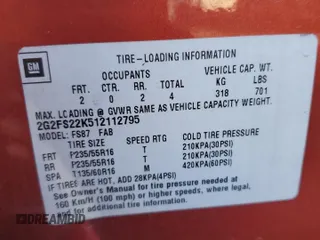 GM
TIRE-LOADING INFORMATION
OCCUPANTS VEHICLE CAP. WT.
FRT. CTR. RR. TOTAL KG LBS
2 0 2 4 318 701
MAX. LOADING @ GVWR SAME AS VEHICLE CAPACITY WEIGHT.
2G2FS22K512112795
MODEL: FS87 FAB
TIRE SIZE SPEED RTG COLD TIRE PRESSURE
FRT P235/55R16 T 210KPA(30PSI)
RR P235/55R16 T 210KPA(30PSI)
SPA T135/60R16 M 420KPA(60PSI)
IF TIRES ARE HOT, ADD 28KPA(4PSI)
See Owner's Manual for tire pressure at
160 Km/H (100 mph) or higher speeds, where
legal, and for additional information.
DREAMBID